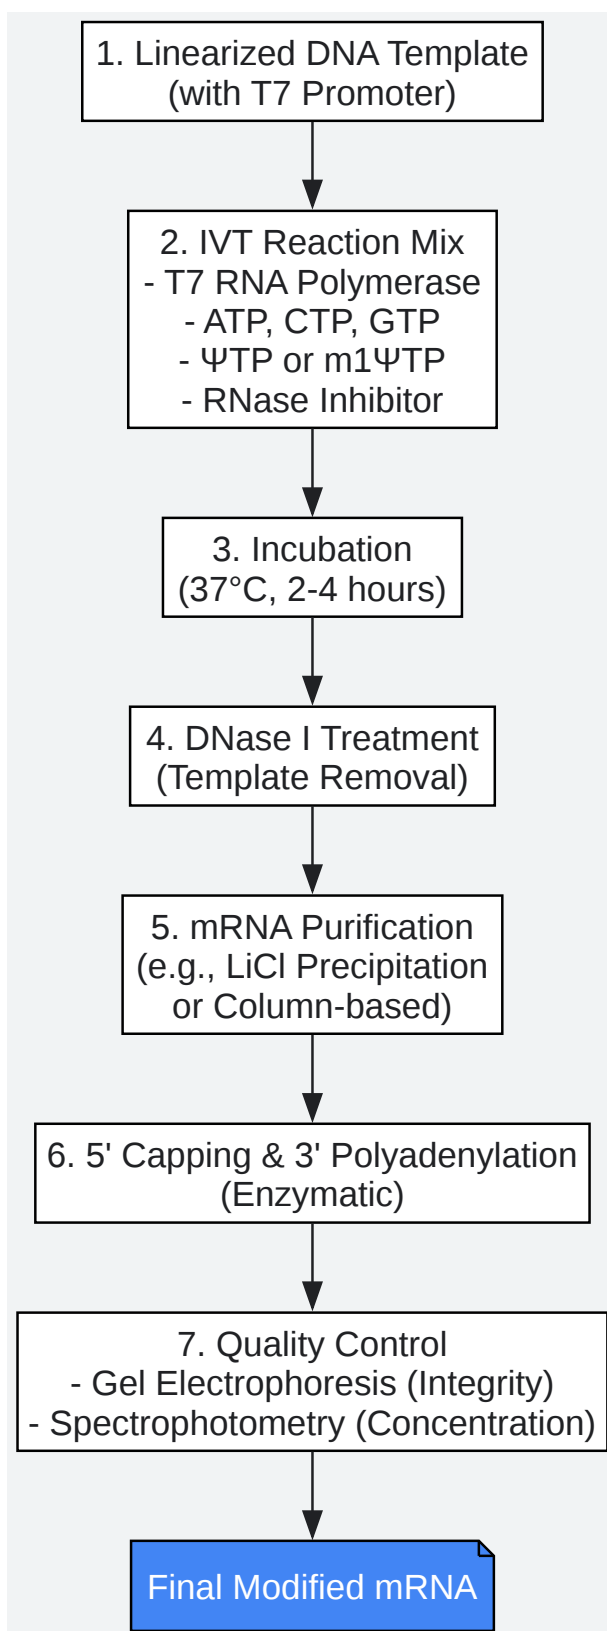 1. Linearized DNA Template
(with T7 Promoter)
2. IVT Reaction Mix
- T7 RNA Polymerase
- ATP, CTP, GTP
- ΨTP or m1ΨTP
- RNase Inhibitor
3. Incubation
(37°C, 2-4 hours)
4. DNase I Treatment
(Template Removal)
5. mRNA Purification
(e.g., LiCl Precipitation
or Column-based)
6. 5' Capping & 3' Polyadenylation
(Enzymatic)
7. Quality Control
- Gel Electrophoresis (Integrity)
- Spectrophotometry (Concentration)
Final Modified mRNA